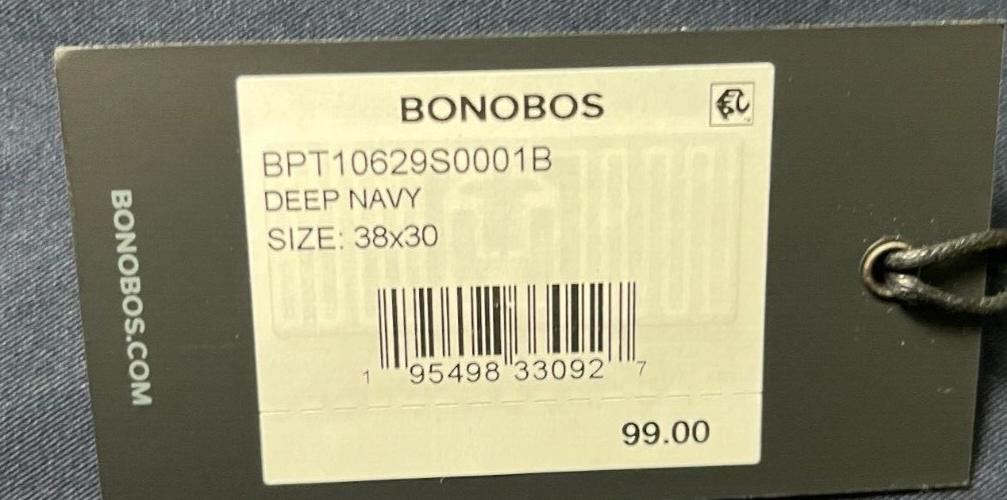 BONOBOS
BPT10629S0001B
DEEP NAVY
SIZE: 38x30
1 95498 33092 7
99.00
BONOBOS.COM